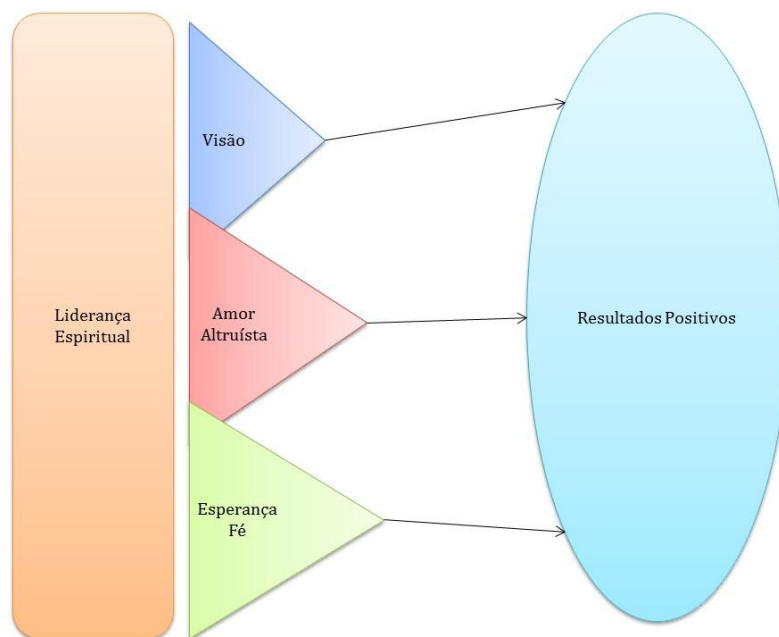 Liderança
Espiritual
Visão
Amor
Altruísta
Esperança
Fé
Resultados Positivos